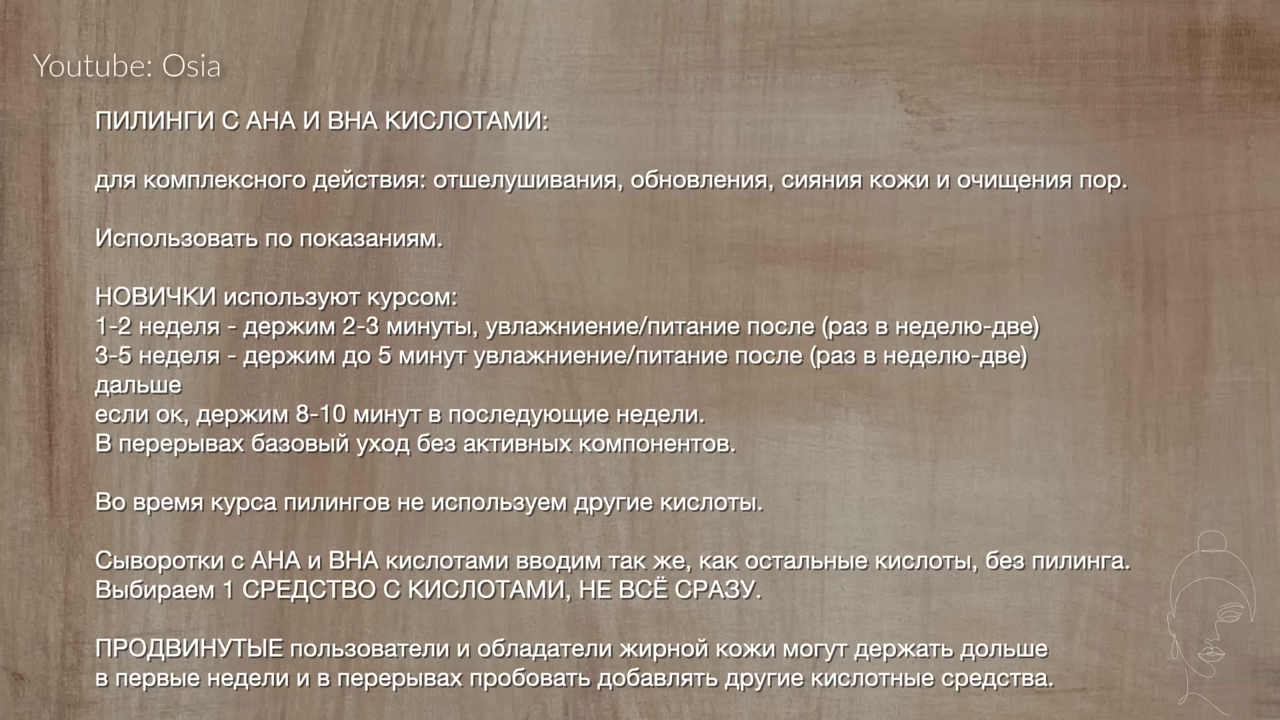 Youtube: Osia
ПИЛИНГИ С АНА И ВНА КИСЛОТАМИ:
для комплексного действия: отшелушивания, обновления, сияния кожи и очищения пор.
Использовать по показаниям.
НОВИЧКИ используют курсом:
1-2 неделя - держим 2-3 минуты, увлажниение/питание после (раз в неделю-две)
3-5 неделя - держим до 5 минут увлажниение/питание после (раз в неделю-две)
дальше
если ок, держим 8-10 минут в последующие недели.
В перерывах базовый уход без активных компонентов.
Во время курса пилингов не используем другие кислоты.
Сыворотки с АНА и ВНА кислотами вводим так же, как остальные кислоты, без пилинга.
Выбираем 1 СРЕДСТВО С КИСЛОТАМИ, НЕ ВСЁ СРАЗУ.
ПРОДВИНУТЫЕ пользователи и обладатели жирной кожи могут держать дольше
в первые недели и в перерывах пробовать добавлять другие кислотные средства.